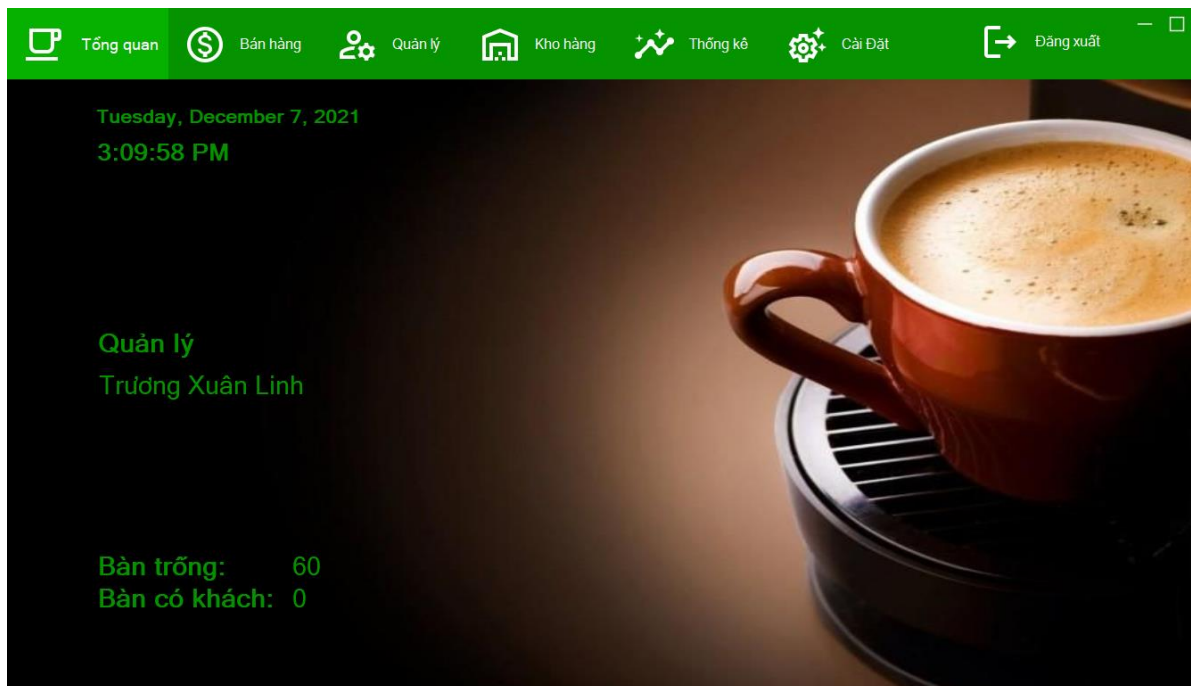 Tổng quan Bán hàng Quản lý Kho hàng Thống kê Cài Đặt Đăng xuất
Tuesday, December 7, 2021
3:09:58 PM
Quản lý
Trương Xuân Linh
Bàn trống: 60
Bàn có khách: 0